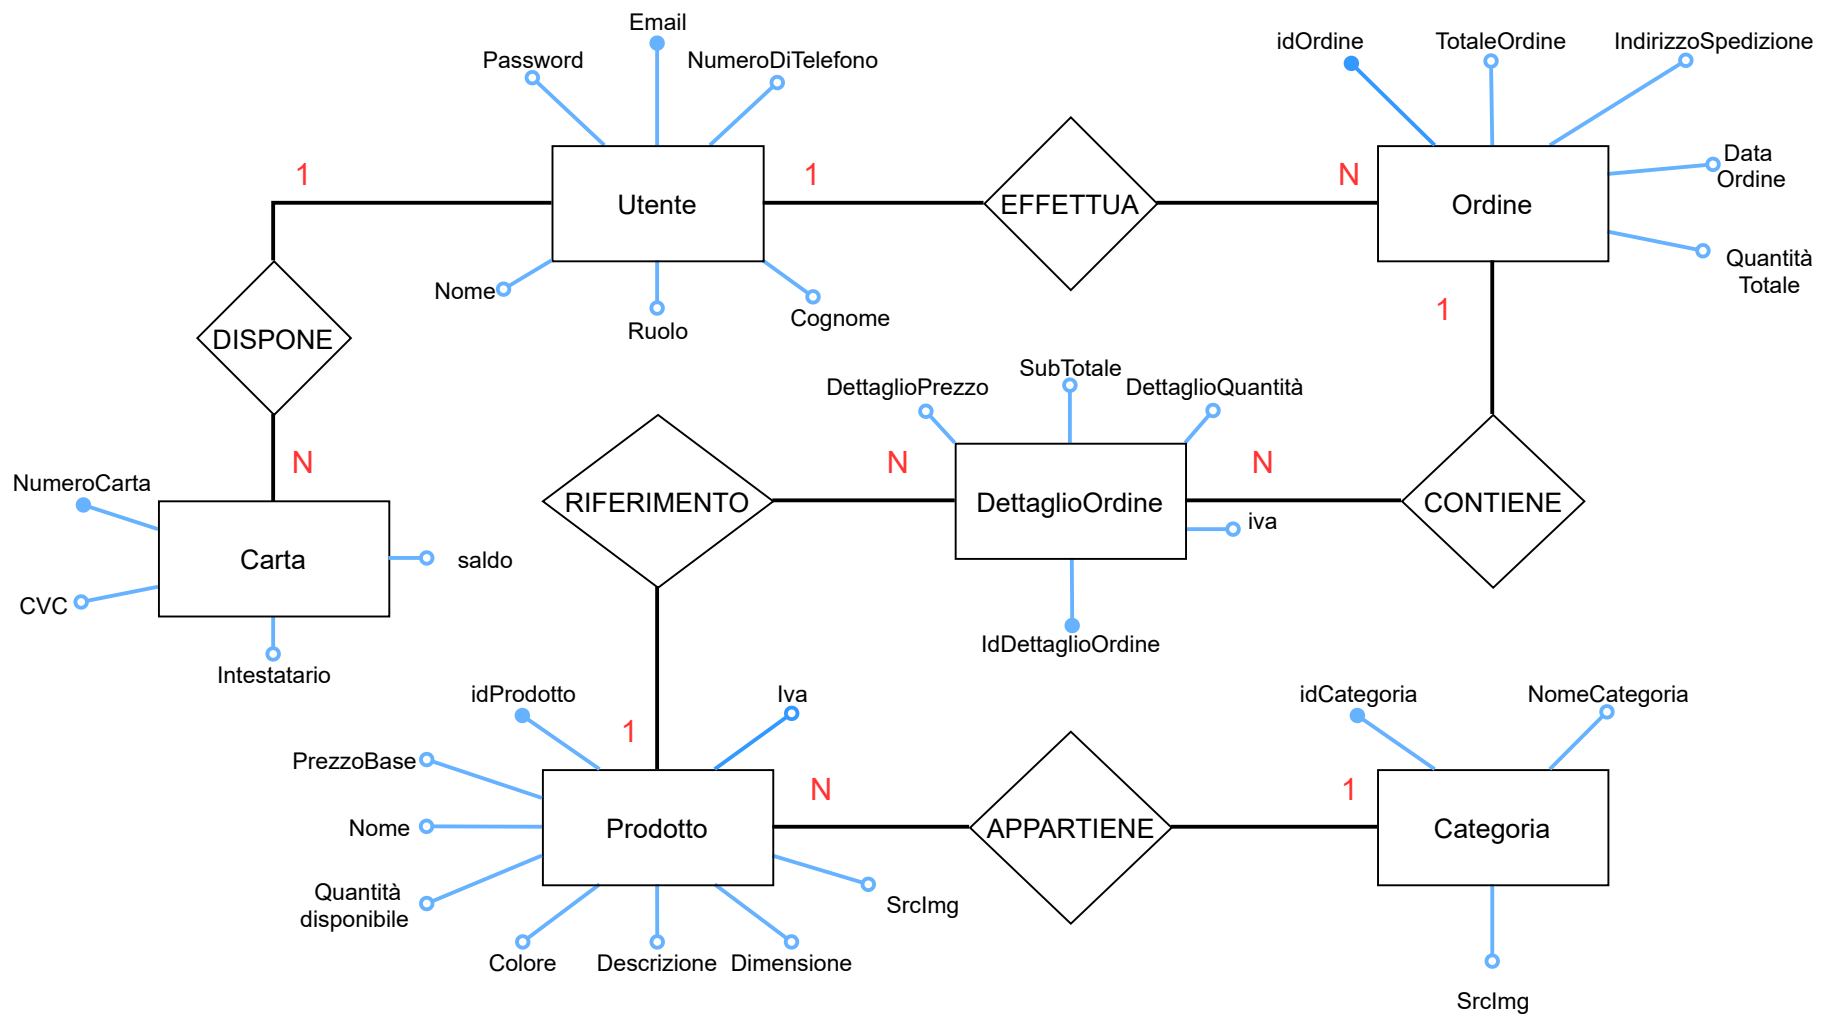 Email
Password
NumeroDiTelefono
idOrdine
TotaleOrdine
IndirizzoSpedizione
1
Utente
1
EFFETTUA
N
Ordine
Data
Ordine
Quantità
Totale
Nome
Ruolo
Cognome
1
DISPONE
N
DettaglioPrezzo
SubTotale
DettaglioQuantità
NumeroCarta
Carta
saldo
CVC
Intestatario
RIFERIMENTO
N
DettaglioOrdine
N
CONTIENE
iva
IdDettaglioOrdine
idProdotto
Iva
1
PrezzoBase
Nome
Prodotto
Quantità
disponibile
Colore
Descrizione
Dimensione
SrcImg
N
APPARTIENE
1
idCategoria
NomeCategoria
Categoria
SrcImg